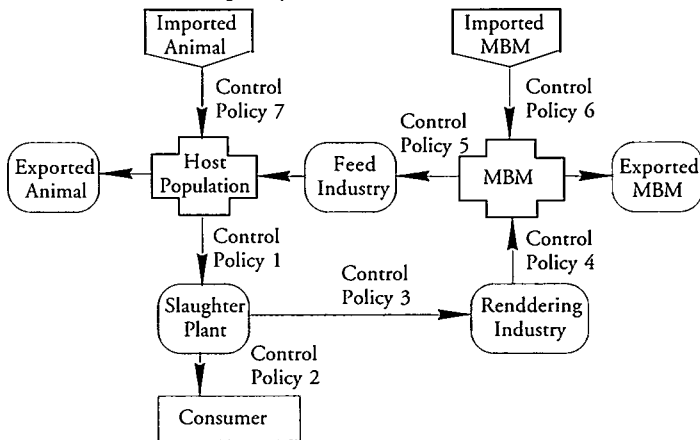 Imported
Animal
Imported
MBM
Control
Policy 7
Control
Policy 6
Control
Policy 5
Exported
Animal
Host
Population
Feed
Industry
MBM
Exported
MBM
Control
Policy 1
Control
Policy 4
Control
Policy 3
Slaughter
Plant
Renddering
Industry
Control
Policy 2
Consumer